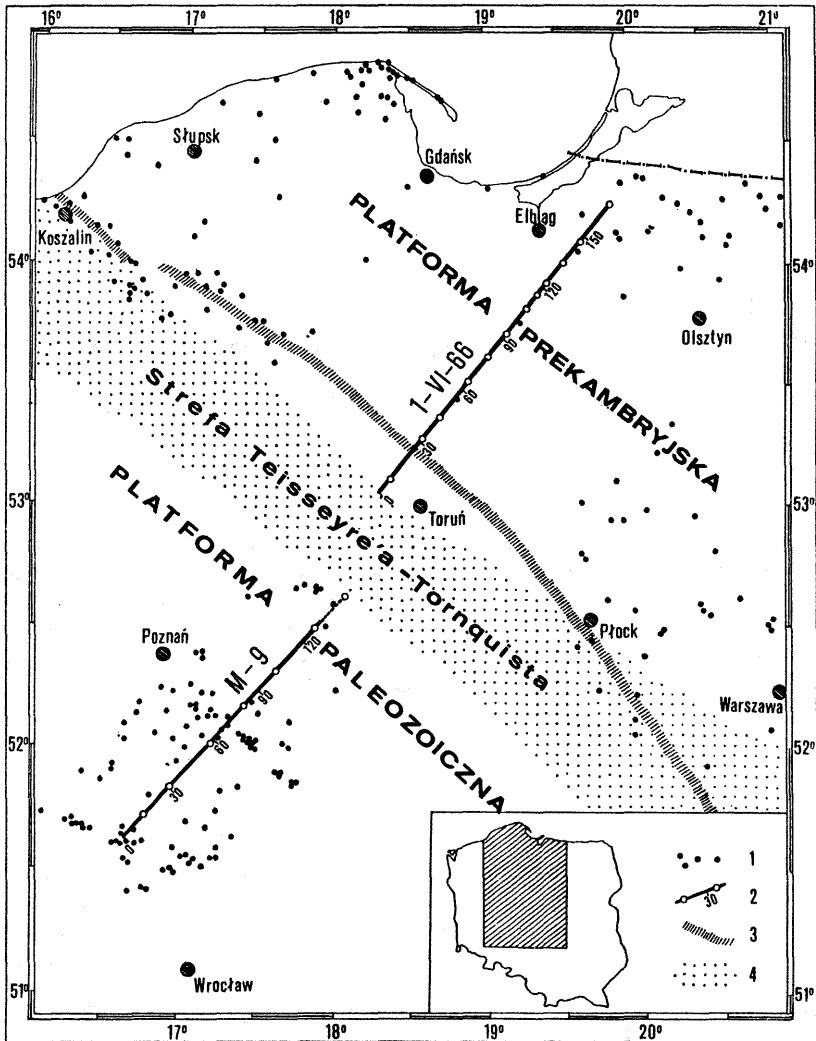 16° 17° 18° 19° 20° 21°
Słupsk
Gdańsk
Elbląg
Koszalin
54° 54°
Olsztyn
PLATFORMA PREKAMBRYJSKA
1-VI-66
0 30 60 90 120 150
Strefa Teisseyre'a-Tornquista
53° 53°
Toruń
PLATFORMA PALEOZOICZNA
Płock
Poznań
M-9
0 30 60 90 120
Warszawa
52° 52°
Wrocław
51° 51°
1
30 2
3
4
17° 18° 19° 20°